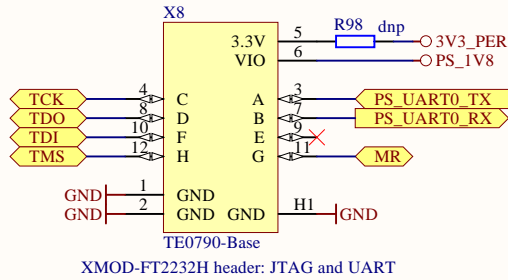 X8
R98 dnp
3.3V 5 3V3_PER
VIO 6 PS_1V8
TCK 4 C A 3 PS_UART0_TX
TDO 8 D B 7 PS_UART0_RX
TDI 10 F E 9
TMS 12 H G 11 MR
GND 1 GND
GND 2 GND H1 GND
TE0790-Base
XMOD-FT2232H header: JTAG and UART